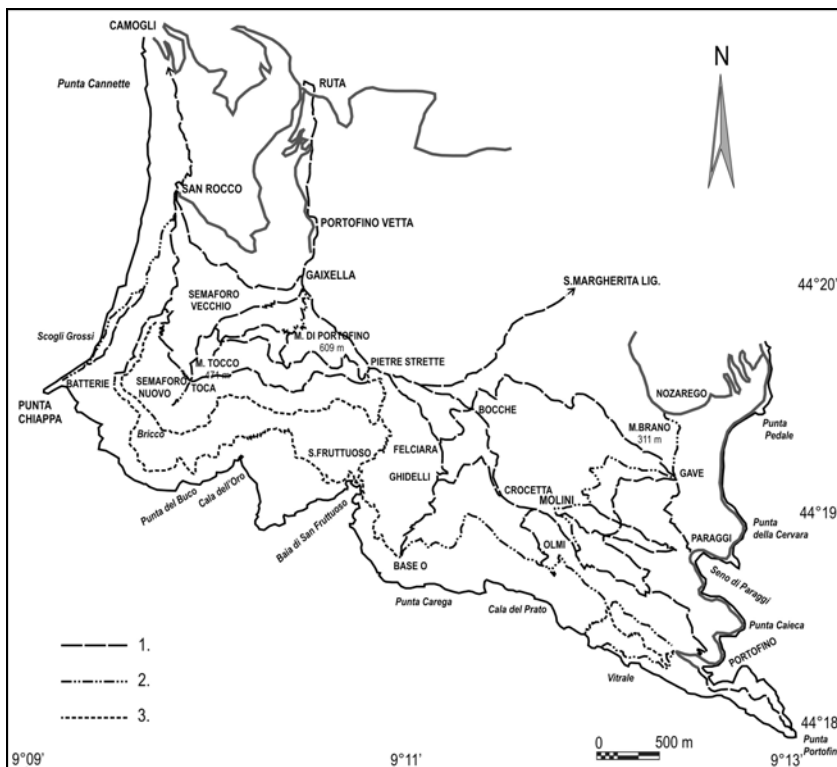 CAMOGLI
N
Punta Cannette
RUTA
SAN ROCCO
PORTOFINO VETTA
GAIXELLA
S.MARGHERITA LIG.
44°20'
SEMAFORO
VECCHIO
Scogli Grossi
M. DI PORTOFINO
609 m
PIETRE STRETTE
M. TOCCO
BATTERIE
SEMAFORO
NUOVO
TOCA
NOZAREGO
PUNTA
CHIAPPA
BOCCHE
M.BRANO
311 m
Punta
Pedale
Bricco
FELCIARA
S.FRUTTUOSO
GHIDELLI
GAVE
CROCETTA
MOLINI
44°19
Punta del Buco
Cala dell'Oro
Baia di San Fruttuoso
OLMI
PARAGGI
Punta
della Cervara
BASE O
Seno di Paraggi
Punta Carega
Cala del Prato
Punta Caieca
PORTOFINO
Vitrale
1.
2.
3.
44°18
0 500 m
Punta
Portofin
9°09'
9°11'
9°13'